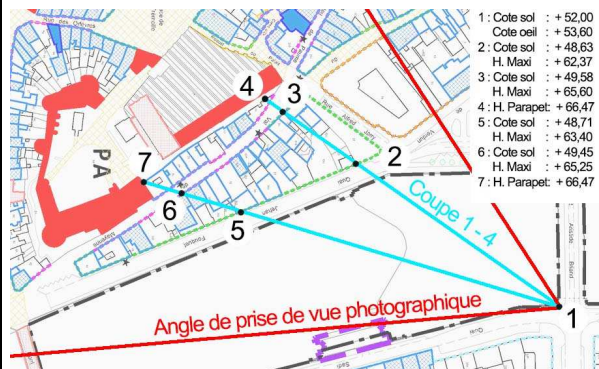 1 : Cote sol : + 52,00
Cote oeil : + 53,60
2 : Cote sol : + 48,63
H. Maxi : + 62,37
3 : Cote sol : + 49,58
H. Maxi : + 65,60
4 : H. Parapet: + 66,47
5 : Cote sol : + 48,71
H. Maxi : + 63,40
6 : Cote sol : + 49,45
H. Maxi : + 65,25
7 : H. Parapet: + 66,47
4
3
2
7
6
5
1
PA
Coupe 1 - 4
Angle de prise de vue photographique
Quai
Jehan
Fouquet
Quai